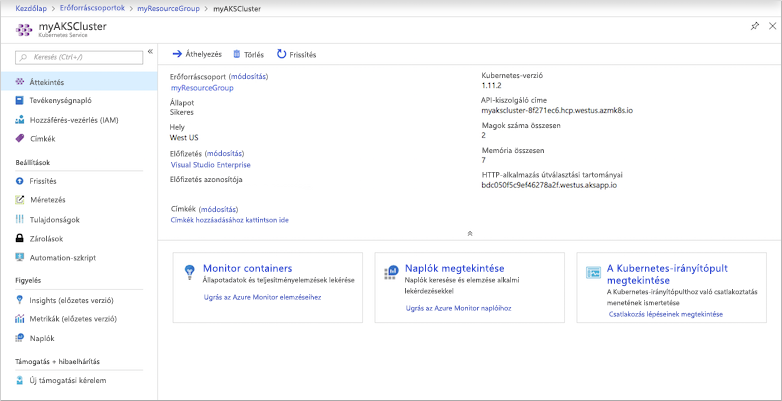 Kezdőlap > Erőforráscsoportok > myResourceGroup > myAKSCluster
myAKSCluster
Kubernetes Service
Keresés (Ctrl+/)
Áttekintés
Tevékenységnapló
Hozzáférés-vezérlés (IAM)
Címkék
Beállítások
Frissítés
Méretezés
Tulajdonságok
Zárolások
Automation-szkript
Figyelés
Insights (előzetes verzió)
Metrikák (előzetes verzió)
Naplók
Támogatás + hibaelhárítás
Új támogatási kérelem
Áthelyezés Törlés Frissítés
Erőforráscsoport (módosítás)
myResourceGroup
Állapot
Sikeres
Hely
West US
Előfizetés (módosítás)
Visual Studio Enterprise
Előfizetés azonosítója
Címkék (módosítás)
Címkék hozzáadásához kattintson ide
Kubernetes-verzió
1.11.2
API-kiszolgáló címe
myakscluster-8f271ec6.hcp.westus.azmk8s.io
Magok száma összesen
2
Memória összesen
7
HTTP-alkalmazás útválasztási tartományai
bdc050f5c9ef46278a2f.westus.aksapp.io
Monitor containers
Állapotadatok és teljesítményelemzések lekérése
Ugrás az Azure Monitor elemzéseihez
Naplók megtekintése
Naplók keresése és elemzése alkalmi
lekérdezésekkel
Ugrás az Azure Monitor naplóihoz
A Kubernetes-irányítópult
megtekintése
A Kubernetes-irányítópulthoz való csatlakoztatás
menetének ismertetése
Csatlakozás lépéseinek megtekintése